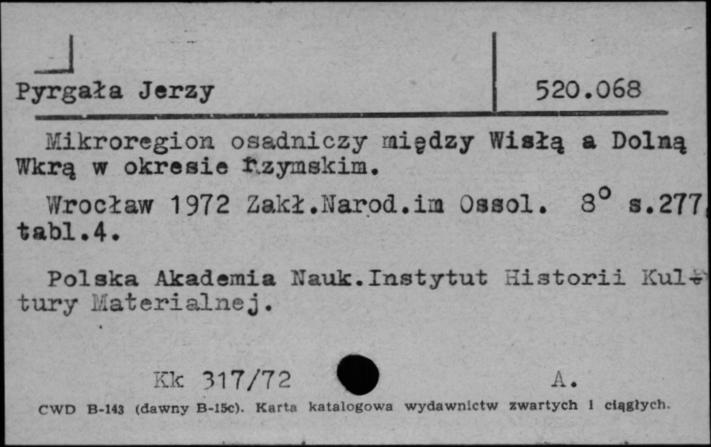 Pyrgała Jerzy 520.068
Mikroregion osadniczy między Wisłą a Dolną
Wkrą w okresie rzymskim.
Wrocław 1972 Zakł.Narod.im Ossol. 8° s.277,
tabl.4.
Polska Akademia Nauk.Instytut Historii Kul-
tury Materialnej.
Kk 317/72 A.
CWD B-143 (dawny B-15c). Karta katalogowa wydawnictw zwartych i ciągłych.